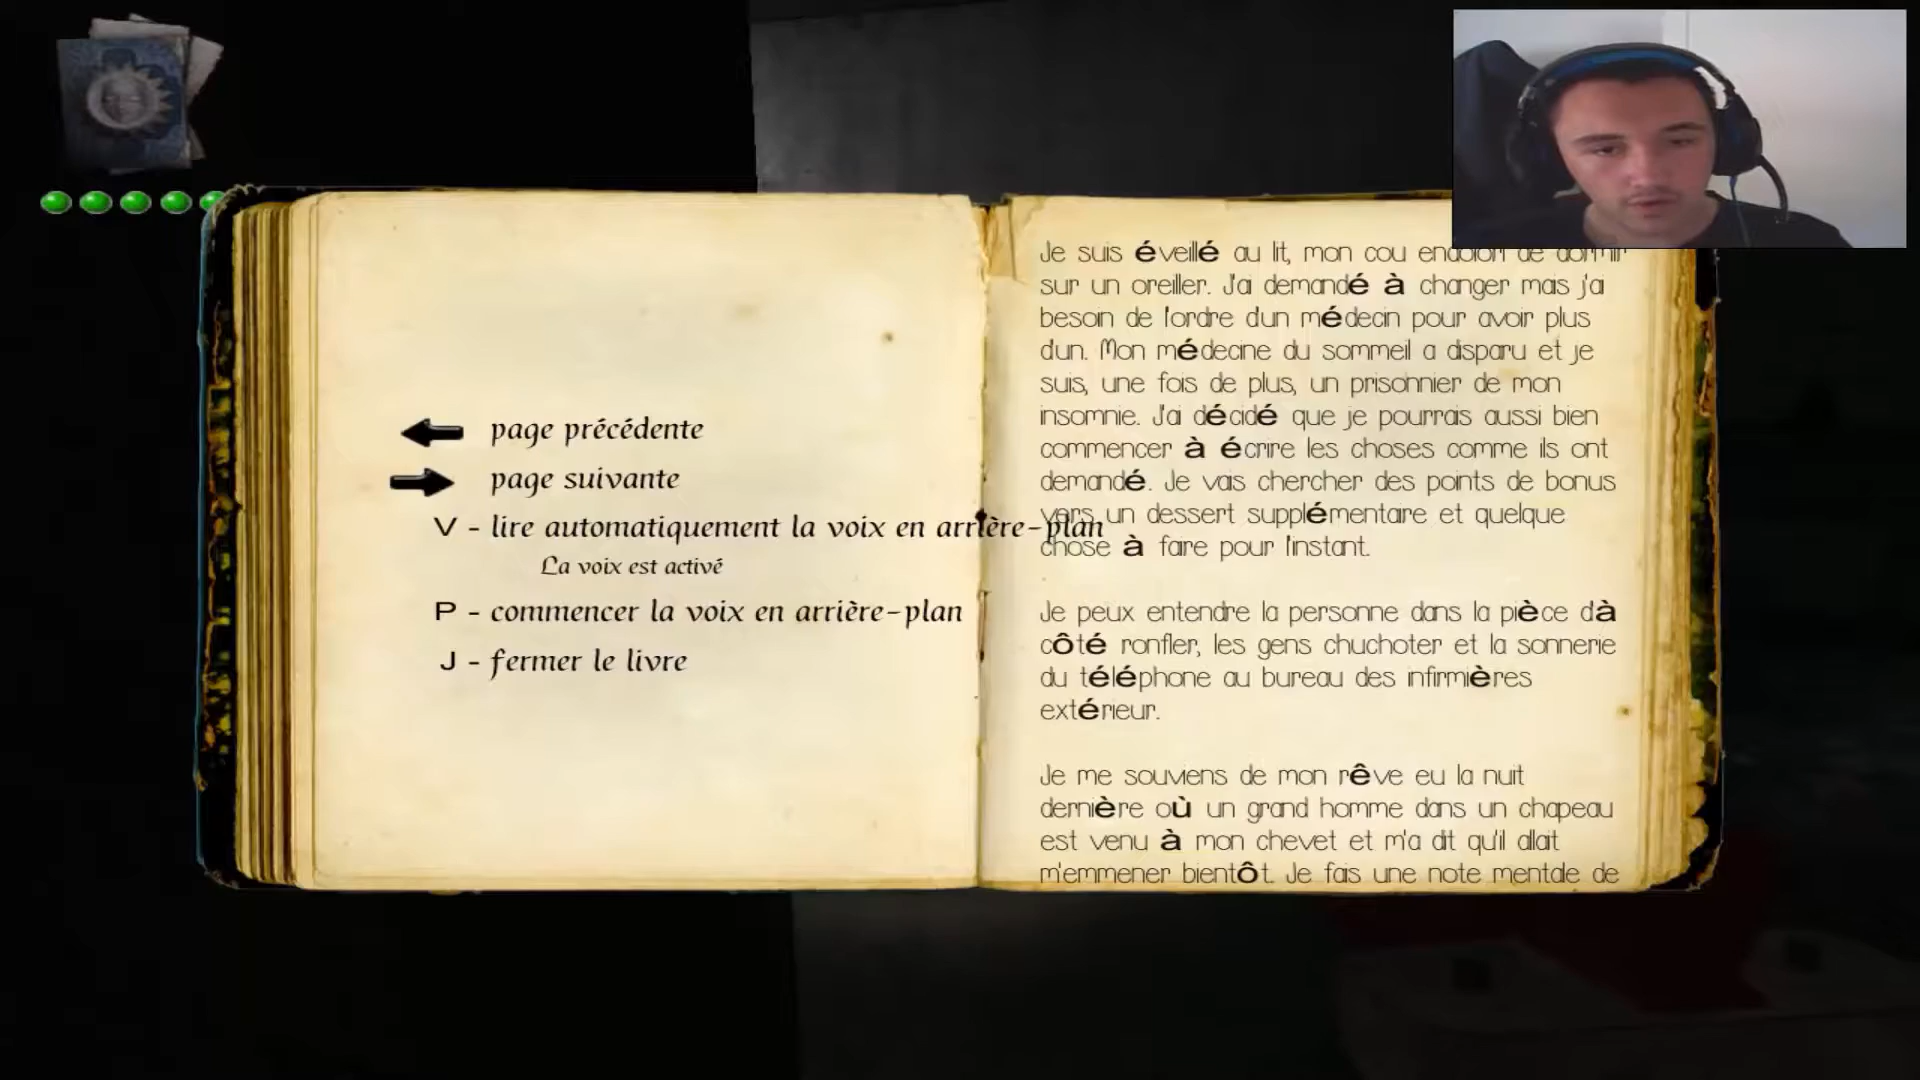 page précédente
page suivante
V - lire automatiquement la voix en arrière-plan
La voix est activé
P - commencer la voix en arrière-plan
J - fermer le livre
Je suis éveillé au lit, mon cou endolori de dormir
sur un oreiller. J'ai demandé à changer mais j'ai
besoin de l'ordre d'un médecin pour avoir plus
d'un. Mon médecine du sommeil a disparu et je
suis, une fois de plus, un prisonnier de mon
insomnie. J'ai décidé que je pourrais aussi bien
commencer à écrire les choses comme ils ont
demandé. Je vais chercher des points de bonus
vers un dessert supplémentaire et quelque
chose à faire pour l'instant.
Je peux entendre la personne dans la pièce d'à
côté ronfler, les gens chuchoter et la sonnerie
du téléphone au bureau des infirmières
extérieur.
Je me souviens de mon rêve eu la nuit
dernière où un grand homme dans un chapeau
est venu à mon chevet et m'a dit qu'il allait
m'emmener bientôt. Je fais une note mentale de